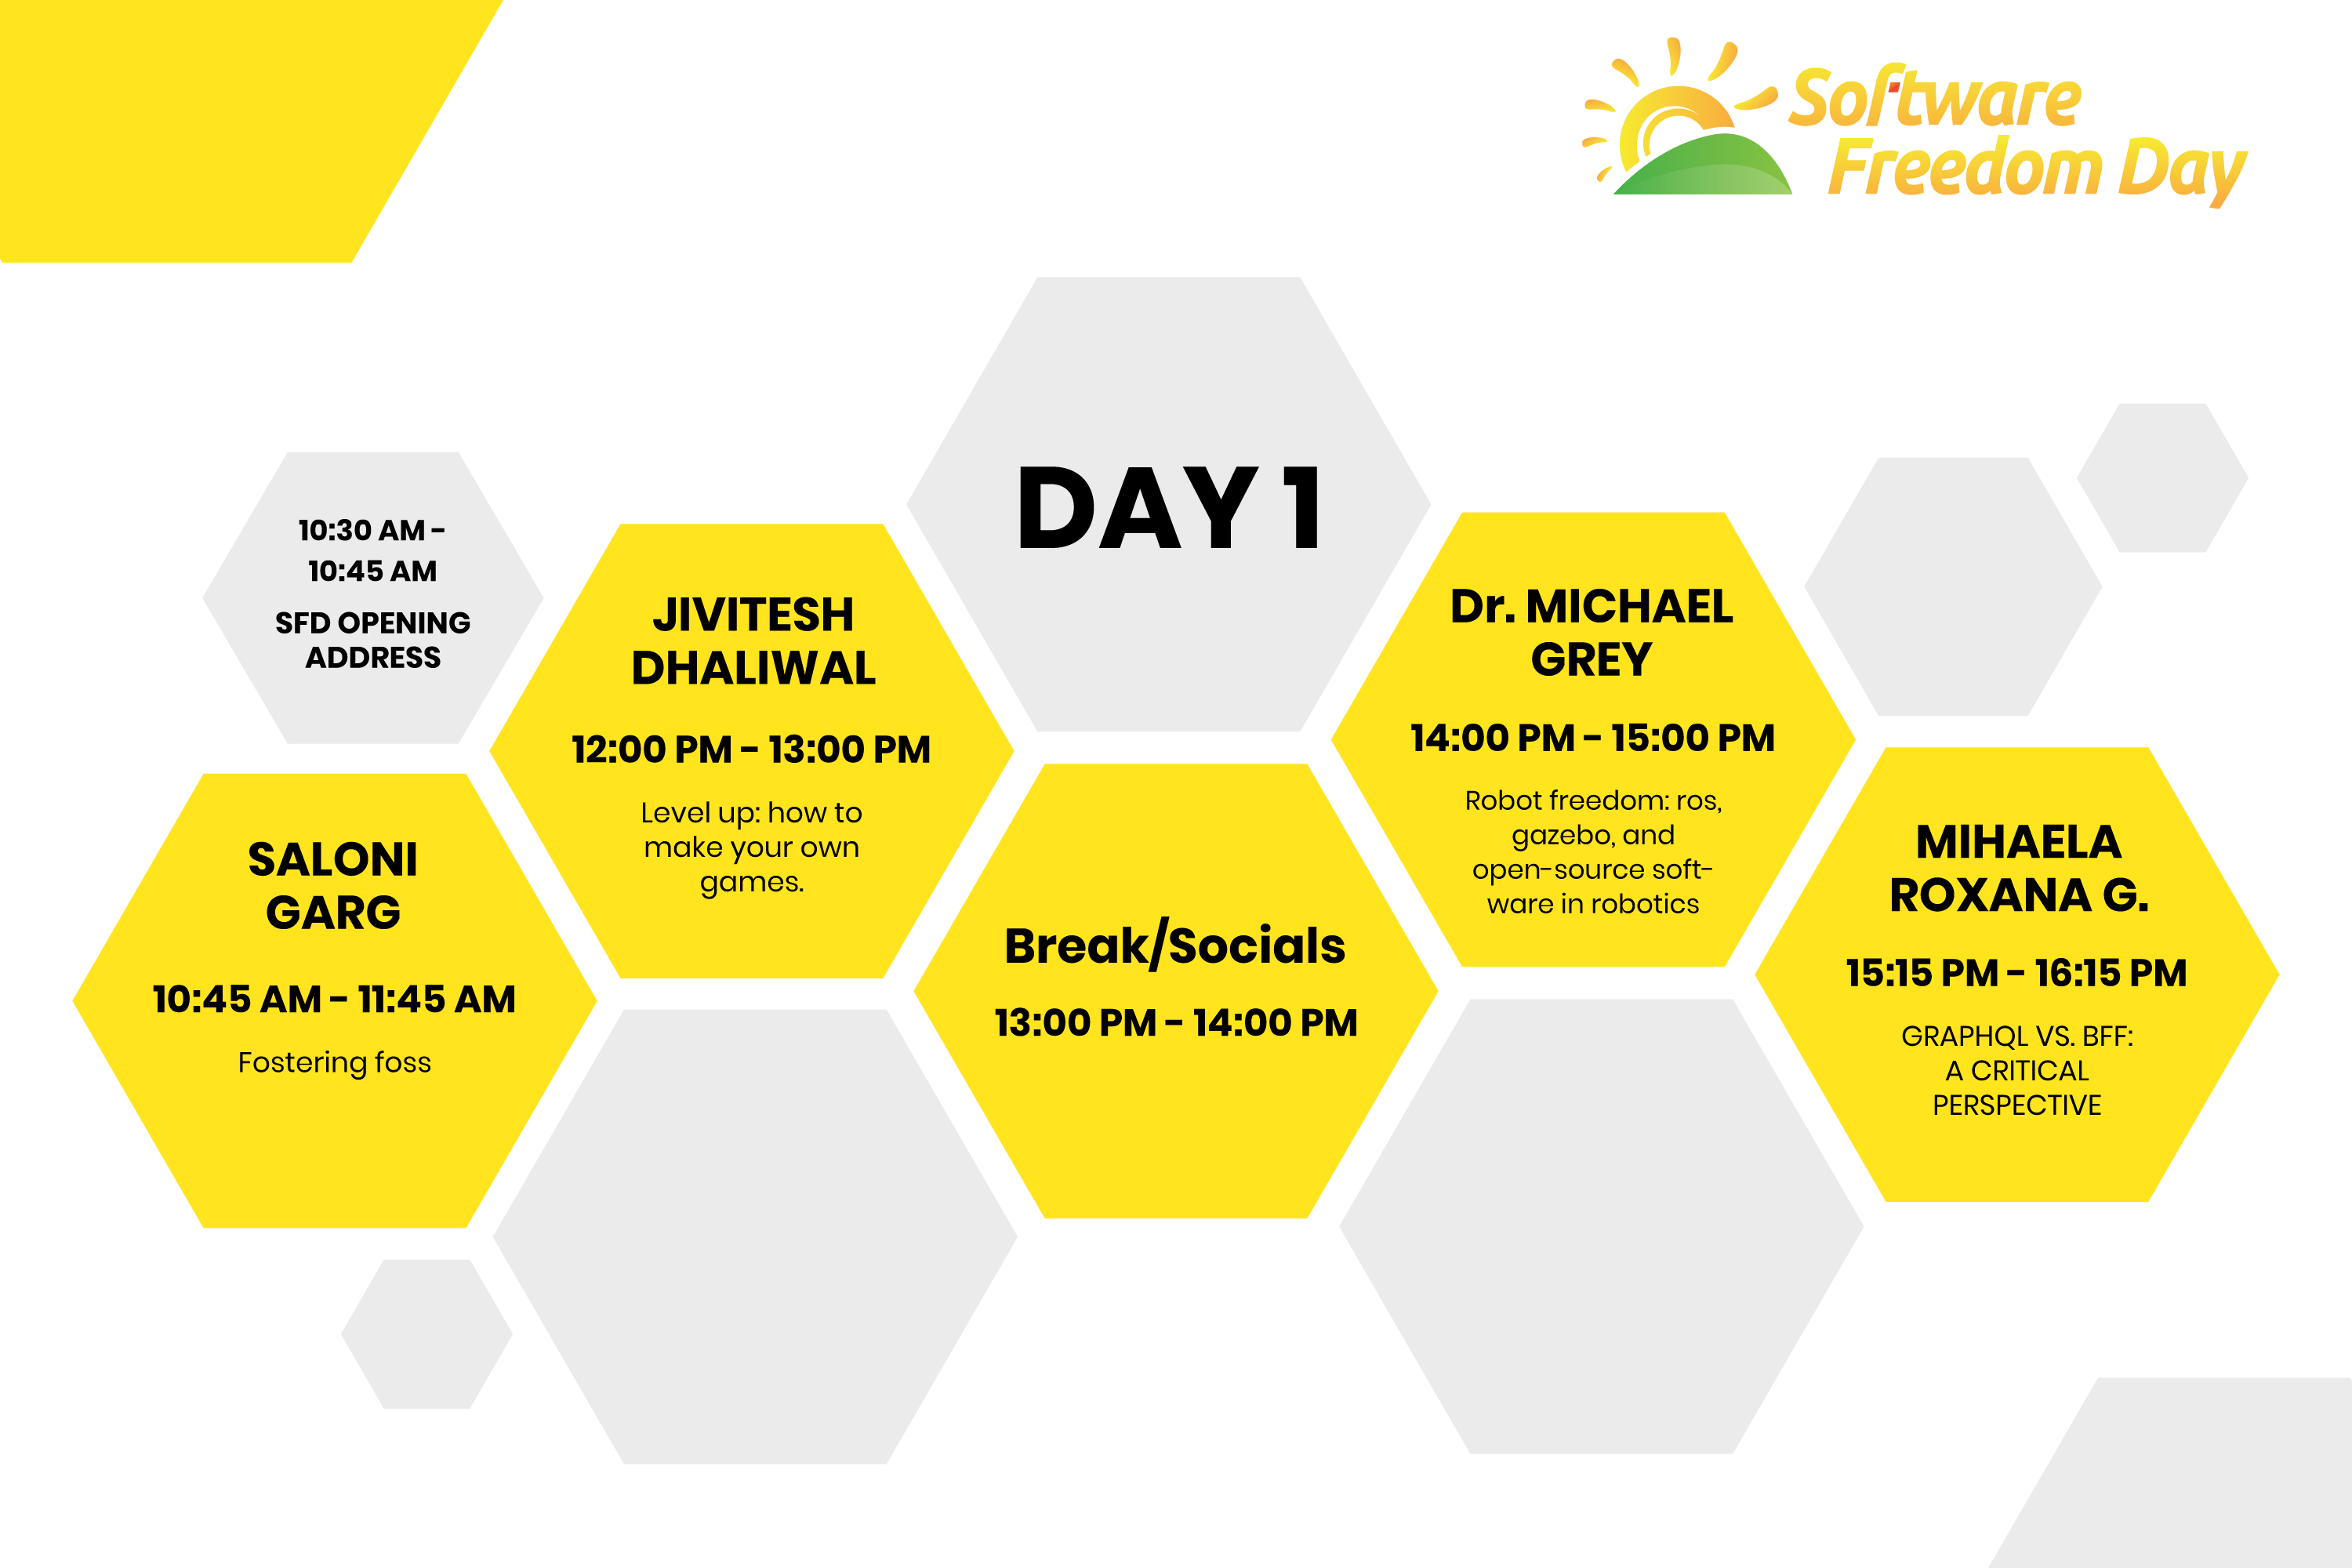 Software
Freedom Day
DAY 1
10:30 AM –
10:45 AM
SFD OPENING
ADDRESS
SALONI
GARG
10:45 AM – 11:45 AM
Fostering foss
JIVITESH
DHALIWAL
12:00 PM – 13:00 PM
Level up: how to
make your own
games.
Break/Socials
13:00 PM – 14:00 PM
Dr. MICHAEL
GREY
14:00 PM – 15:00 PM
Robot freedom: ros,
gazebo, and
open-source soft-
ware in robotics
MIHAELA
ROXANA G.
15:15 PM – 16:15 PM
GRAPHQL VS. BFF:
A CRITICAL
PERSPECTIVE